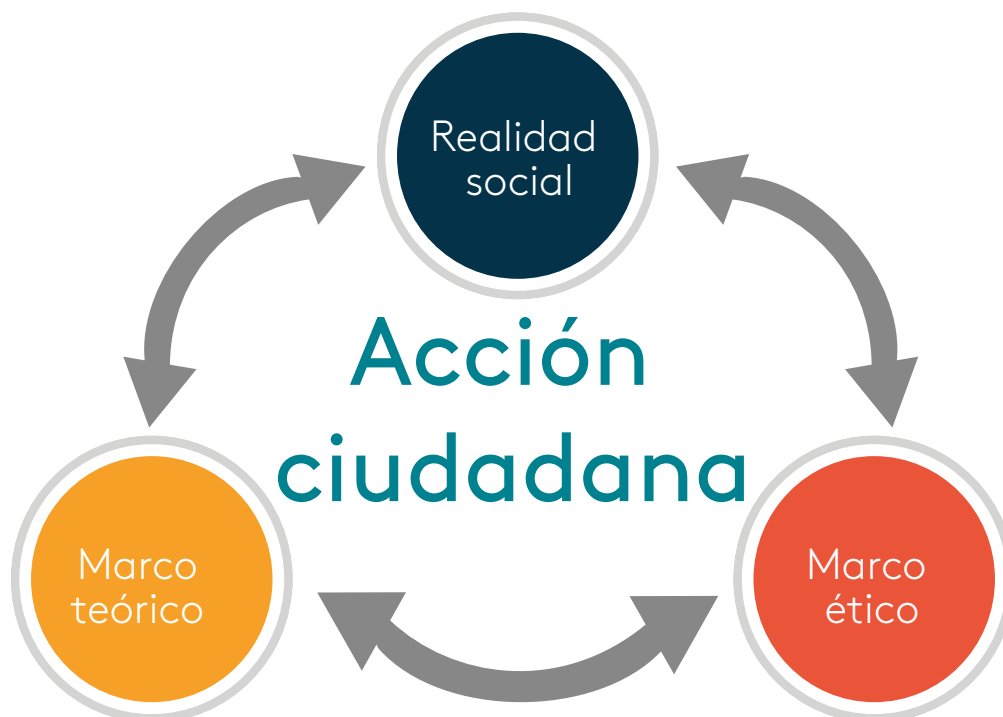 Realidad
social
Acción
ciudadana
Marco
teórico
Marco
ético